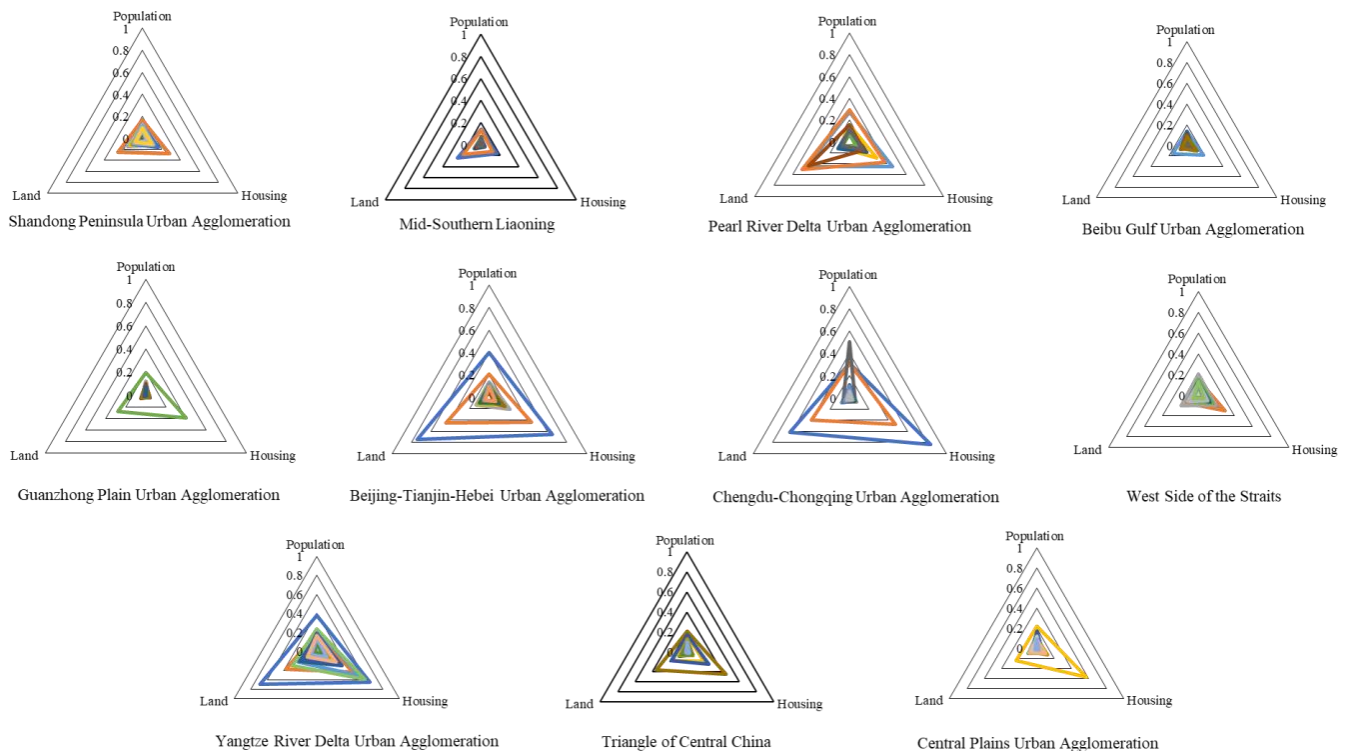 Population
1
0.8
0.6
0.4
0.2
0
Land
Housing
Shandong Peninsula Urban Agglomeration
Population
1
0.8
0.6
0.4
0.2
0
Land
Housing
Mid-Southern Liaoning
Population
1
0.8
0.6
0.4
0.2
0
Land
Housing
Pearl River Delta Urban Agglomeration
Population
1
0.8
0.6
0.4
0.2
0
Land
Housing
Beibu Gulf Urban Agglomeration
Population
1
0.8
0.6
0.4
0.2
0
Land
Housing
Guanzhong Plain Urban Agglomeration
Population
1
0.8
0.6
0.4
0.2
0
Land
Housing
Beijing-Tianjin-Hebei Urban Agglomeration
Population
1
0.8
0.6
0.4
0.2
0
Land
Housing
Chengdu-Chongqing Urban Agglomeration
Population
1
0.8
0.6
0.4
0.2
0
Land
Housing
West Side of the Straits
Population
1
0.8
0.6
0.4
0.2
0
Land
Housing
Yangtze River Delta Urban Agglomeration
Population
1
0.8
0.6
0.4
0.2
0
Land
Housing
Triangle of Central China
Population
1
0.8
0.6
0.4
0.2
0
Land
Housing
Central Plains Urban Agglomeration